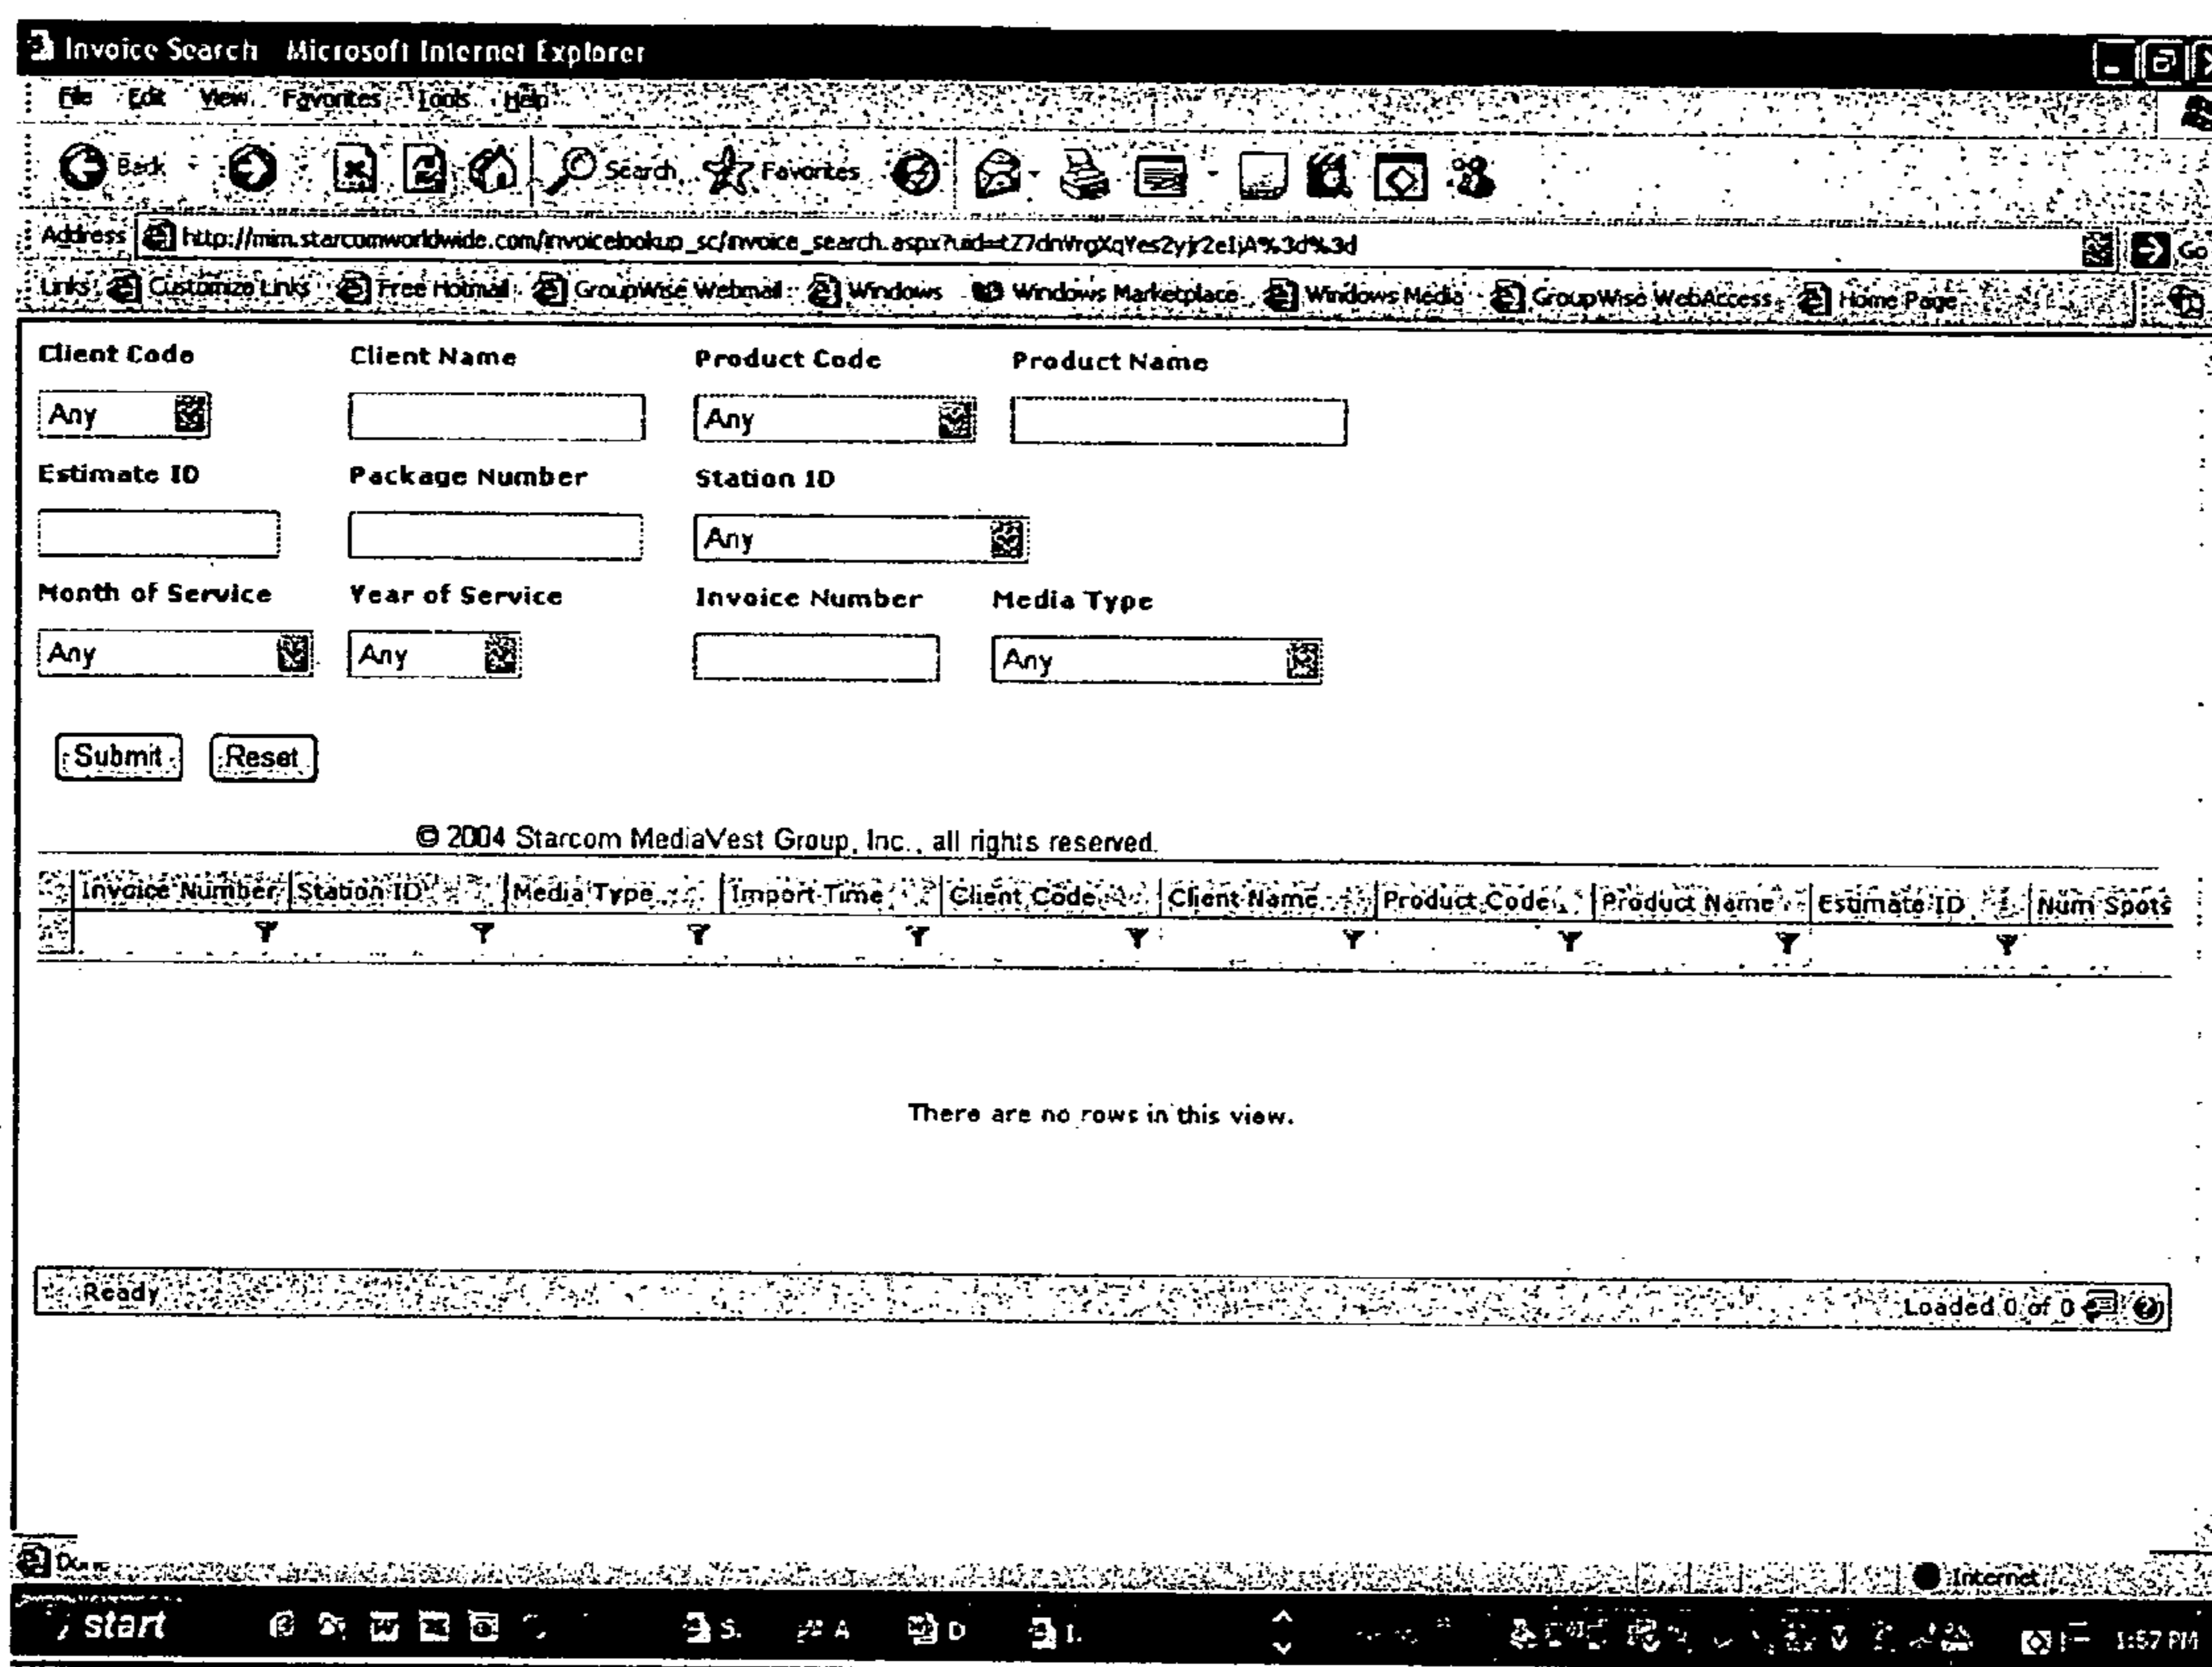 Invoice Search Microsoft Internet Explorer
File Edit View Favorites Tools Help
Back Search Favorites
Address http://mim.starcomworldwide.com/invoicelookup_sc/invoice_search.aspx? Go
Links Customize Links Free Hotmail GroupWise Webmail Windows Windows Marketplace Windows Media GroupWise WebAccess Home Page
Client Code Client Name Product Code Product Name
Any Any
Estimate ID Package Number Station ID
Any
Month of Service Year of Service Invoice Number Media Type
Any Any Any
Submit Reset
© 2004 Starcom MediaVest Group, Inc., all rights reserved.
Invoice Number Station ID Media Type Import Time Client Code Client Name Product Code Product Name Estimate ID Num Spots
There are no rows in this view.
Ready Loaded 0 of 0
Internet
start S. A D I. 1:57 PM